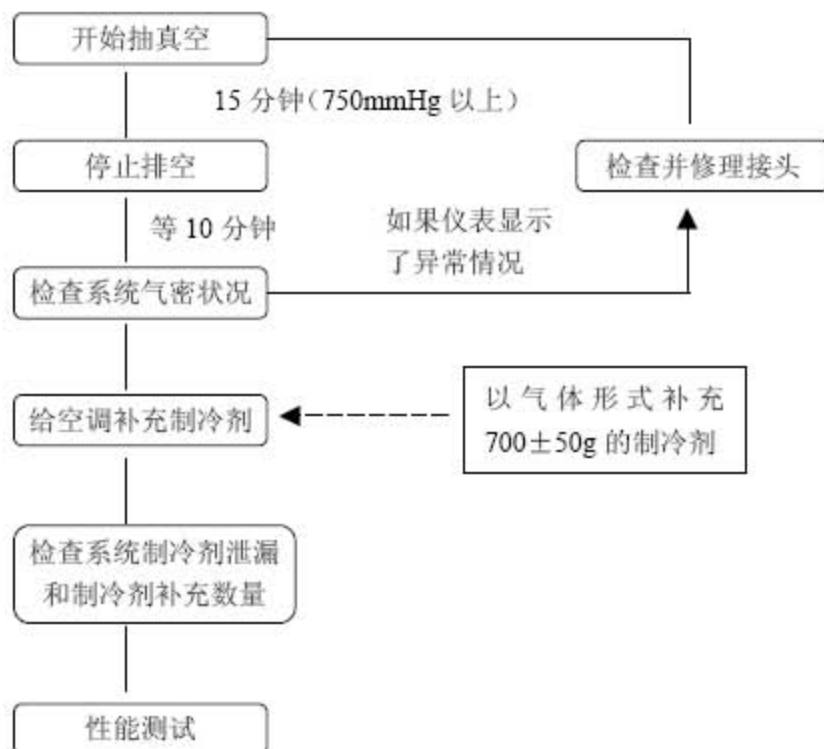 开始抽真空
15 分钟（750mmHg 以上）
停止排空
检查并修理接头
等 10 分钟
如果仪表显示
了异常情况
检查系统气密状况
给空调补充制冷剂
以气体形式补充
700±50g 的制冷剂
检查系统制冷剂泄漏
和制冷剂补充数量
性能测试